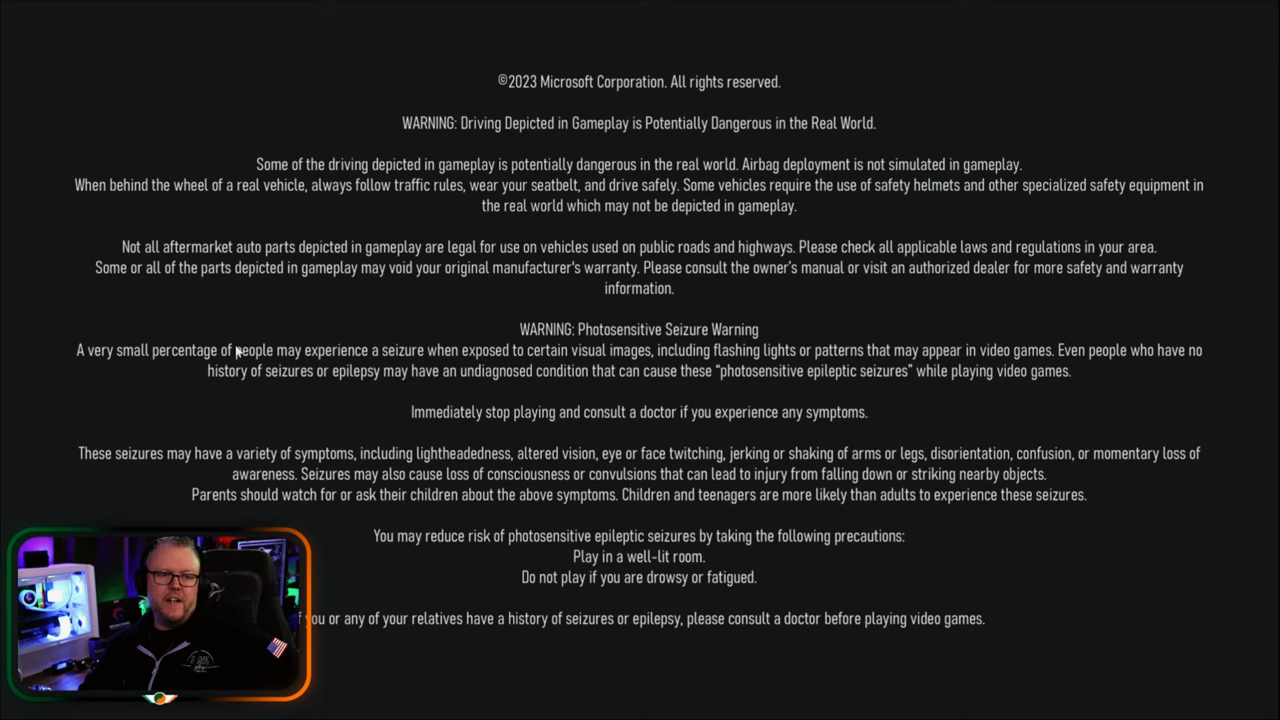 ©2023 Microsoft Corporation. All rights reserved.
WARNING: Driving Depicted in Gameplay is Potentially Dangerous in the Real World.
Some of the driving depicted in gameplay is potentially dangerous in the real world. Airbag deployment is not simulated in gameplay.
When behind the wheel of a real vehicle, always follow traffic rules, wear your seatbelt, and drive safely. Some vehicles require the use of safety helmets and other specialized safety equipment in
the real world which may not be depicted in gameplay.
Not all aftermarket auto parts depicted in gameplay are legal for use on vehicles used on public roads and highways. Please check all applicable laws and regulations in your area.
Some or all of the parts depicted in gameplay may void your original manufacturer's warranty. Please consult the owner's manual or visit an authorized dealer for more safety and warranty
information.
WARNING: Photosensitive Seizure Warning
A very small percentage of people may experience a seizure when exposed to certain visual images, including flashing lights or patterns that may appear in video games. Even people who have no
history of seizures or epilepsy may have an undiagnosed condition that can cause these “photosensitive epileptic seizures” while playing video games.
Immediately stop playing and consult a doctor if you experience any symptoms.
These seizures may have a variety of symptoms, including lightheadedness, altered vision, eye or face twitching, jerking or shaking of arms or legs, disorientation, confusion, or momentary loss of
awareness. Seizures may also cause loss of consciousness or convulsions that can lead to injury from falling down or striking nearby objects.
Parents should watch for or ask their children about the above symptoms. Children and teenagers are more likely than adults to experience these seizures.
You may reduce risk of photosensitive epileptic seizures by taking the following precautions:
Play in a well-lit room.
Do not play if you are drowsy or fatigued.
you or any of your relatives have a history of seizures or epilepsy, please consult a doctor before playing video games.